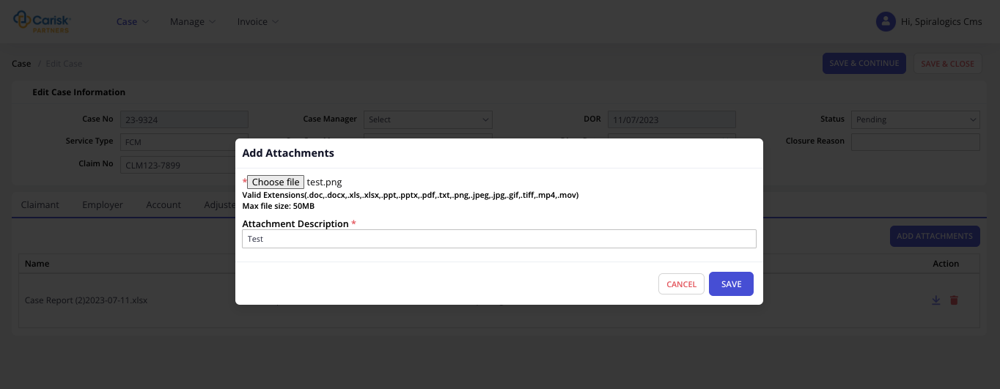 Carisk
PARTNERS
Case
Manage
Invoice
Hi, Spiralogics Cms
Case / Edit Case
SAVE & CONTINUE
SAVE & CLOSE
Edit Case Information
Case No 23-9324
Case Manager Select
DOR 11/07/2023
Status Pending
Service Type FCM
Closure Reason
Claim No CLM123-7899
Add Attachments
* Choose file test.png
Valid Extensions(.doc,.docx,.xls,.xlsx,.ppt,.pptx,.pdf,.txt,.png,.jpeg,.jpg,.gif,.tiff,.mp4,.mov)
Max file size: 50MB
Attachment Description *
Test
CANCEL
SAVE
Claimant
Employer
Account
Adjuste
ADD ATTACHMENTS
Name
Action
Case Report (2)2023-07-11.xlsx